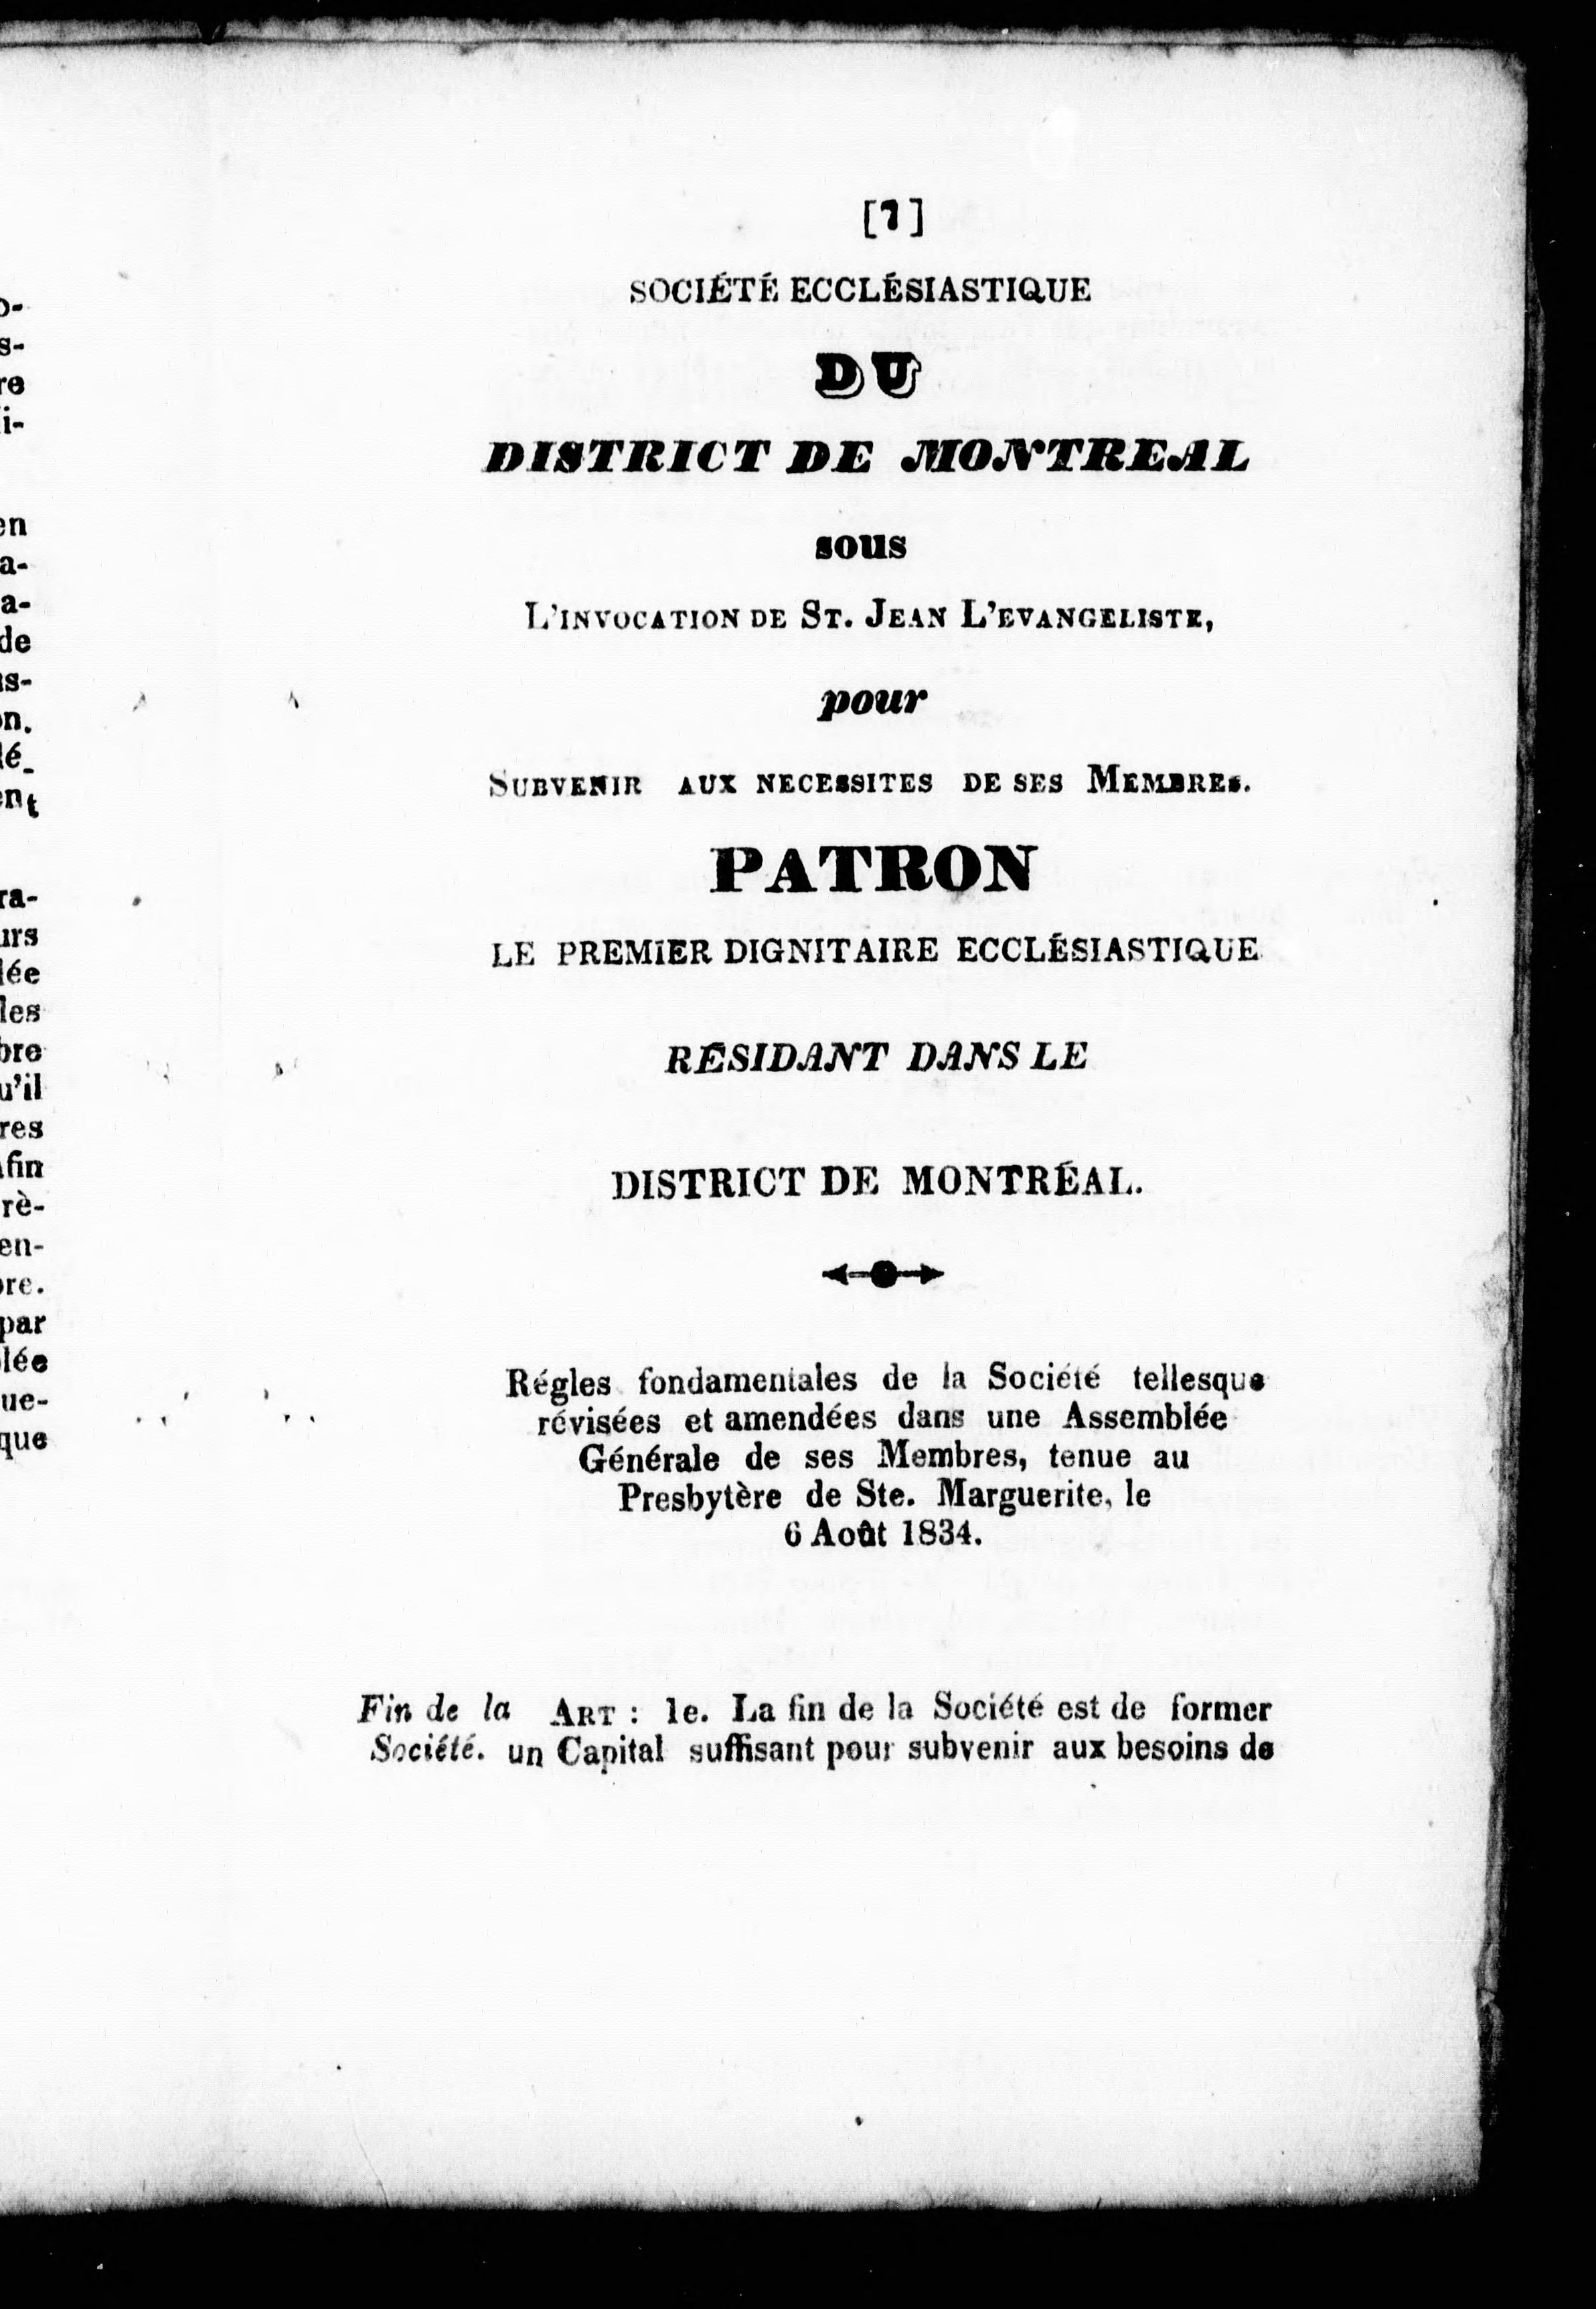 [7]
SOCIÉTÉ ECCLÉSIASTIQUE
DU
DISTRICT DE MONTREAL
sous
L'INVOCATION DE ST. JEAN L'EVANGELISTE,
pour
SUBVENIR AUX NECESSITES DE SES MEMBRES.
PATRON
LE PREMIER DIGNITAIRE ECCLÉSIASTIQUE
RÉSIDANT DANS LE
DISTRICT DE MONTRÉAL.
Régles fondamentales de la Société tellesque
révisées et amendées dans une Assemblée
Générale de ses Membres, tenue au
Presbytère de Ste. Marguerite, le
6 Août 1834.
Fin de la ART : 1e. La fin de la Société est de former
Société. un Capital suffisant pour subvenir aux besoins de